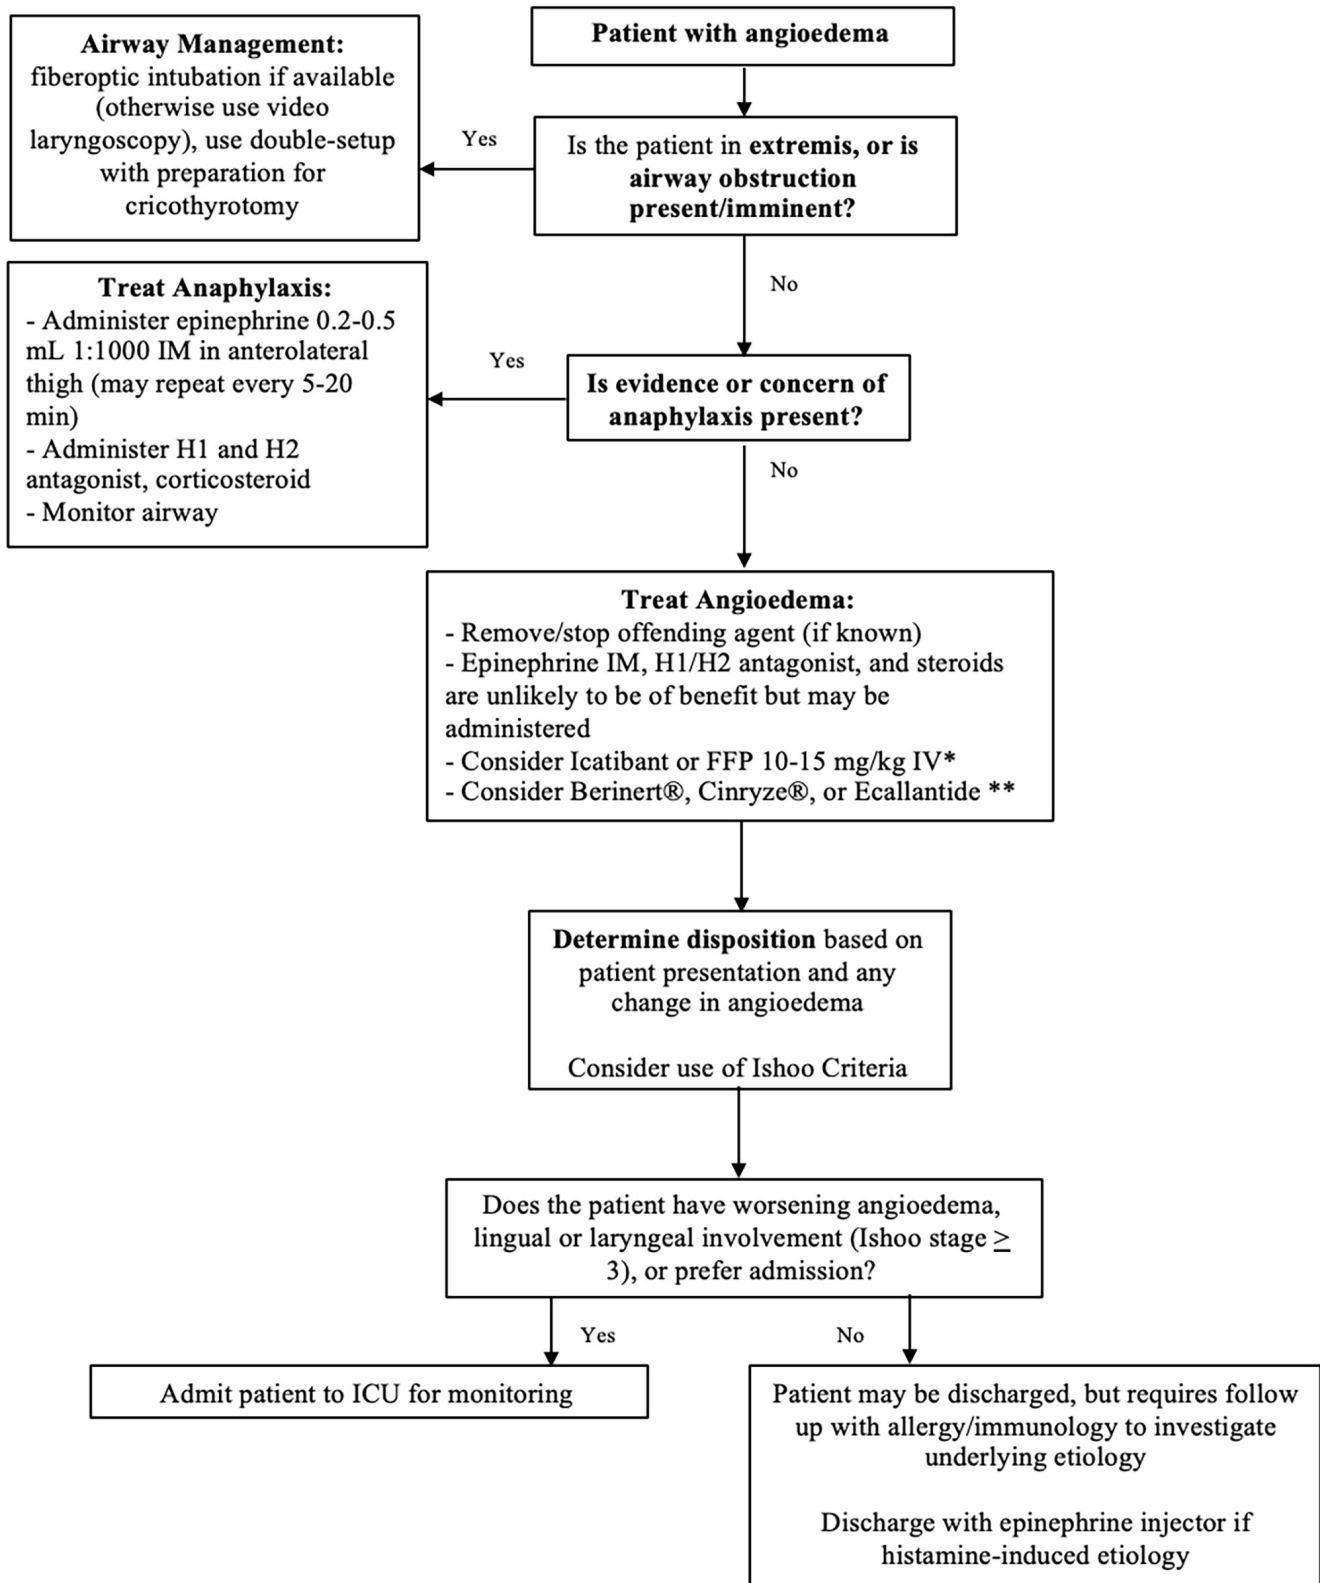 Patient with angioedema
Airway Management:
fiberoptic intubation if available
(otherwise use video
laryngoscopy), use double-setup
with preparation for
cricothyrotomy
Yes
Is the patient in extremis, or is
airway obstruction
present/imminent?
No
Treat Anaphylaxis:
- Administer epinephrine 0.2-0.5
mL 1:1000 IM in anterolateral
thigh (may repeat every 5-20
min)
- Administer H1 and H2
antagonist, corticosteroid
- Monitor airway
Yes
Is evidence or concern of
anaphylaxis present?
No
Treat Angioedema:
- Remove/stop offending agent (if known)
- Epinephrine IM, H1/H2 antagonist, and steroids
are unlikely to be of benefit but may be
administered
- Consider Icatibant or FFP 10-15 mg/kg IV*
- Consider Berinert®, Cinryze®, or Ecallantide **
Determine disposition based on
patient presentation and any
change in angioedema
Consider use of Ishoo Criteria
Does the patient have worsening angioedema,
lingual or laryngeal involvement (Ishoo stage ≥
3), or prefer admission?
Yes
No
Admit patient to ICU for monitoring
Patient may be discharged, but requires follow
up with allergy/immunology to investigate
underlying etiology
Discharge with epinephrine injector if
histamine-induced etiology